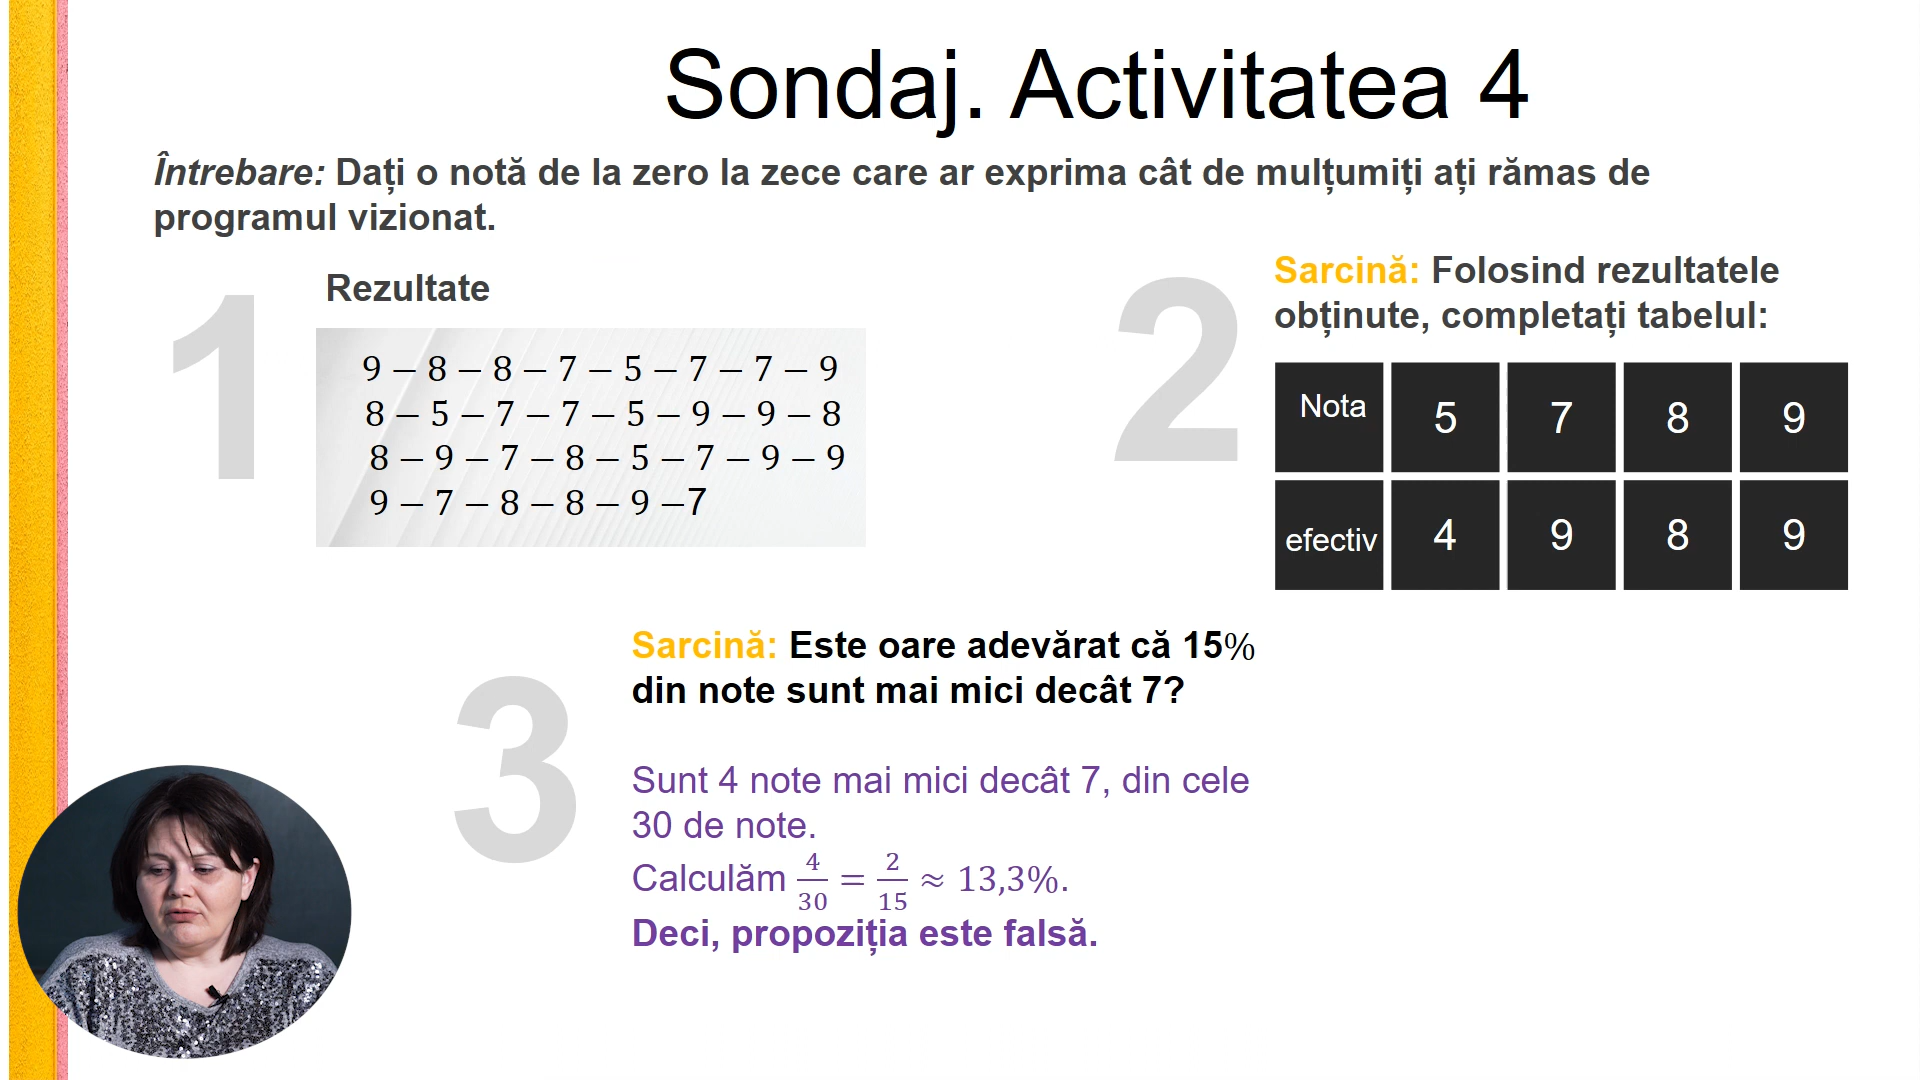 Sondaj. Activitatea 4
Întrebare: Dați o notă de la zero la zece care ar exprima cât de mulțumiți ați rămas de
programul vizionat.
1
Rezultate
9 – 8 – 8 – 7 – 5 – 7 – 7 – 9
8 – 5 – 7 – 7 – 5 – 9 – 9 – 8
8 – 9 – 7 – 8 – 5 – 7 – 9 – 9
9 – 7 – 8 – 8 – 9 –7
2
Sarcină: Folosind rezultatele
obținute, completați tabelul:
Nota 5 7 8 9
efectiv 4 9 8 9
3
Sarcină: Este oare adevărat că 15%
din note sunt mai mici decât 7?
Sunt 4 note mai mici decât 7, din cele
30 de note.
Calculăm 4/30 = 2/15 ≈ 13,3%.
Deci, propoziția este falsă.